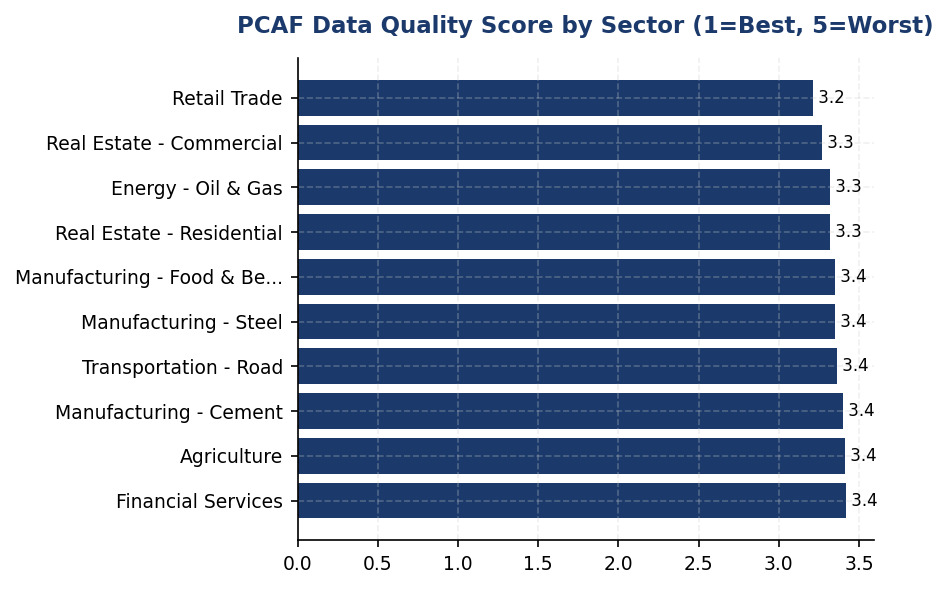 PCAF Data Quality Score by Sector (1=Best, 5=Worst)
Retail Trade 3.2
Real Estate - Commercial 3.3
Energy - Oil & Gas 3.3
Real Estate - Residential 3.3
Manufacturing - Food & Be... 3.4
Manufacturing - Steel 3.4
Transportation - Road 3.4
Manufacturing - Cement 3.4
Agriculture 3.4
Financial Services 3.4
0.0 0.5 1.0 1.5 2.0 2.5 3.0 3.5